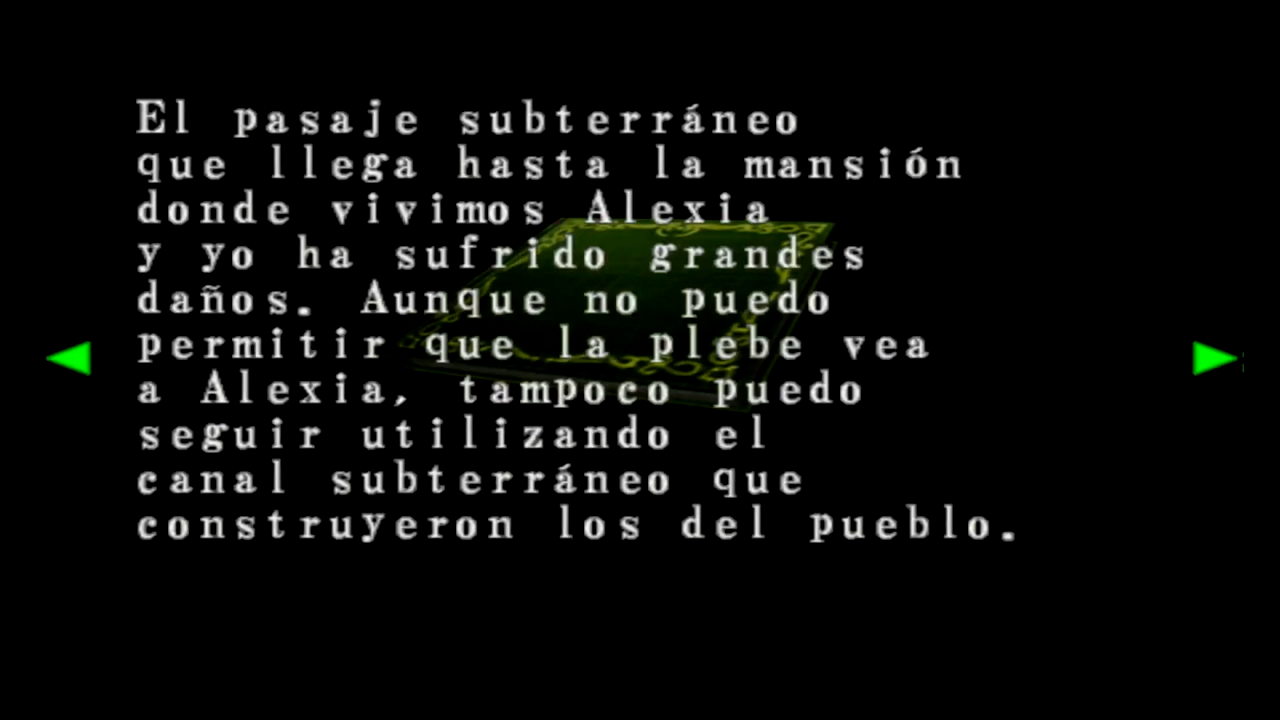 El pasaje subterráneo
que llega hasta la mansión
donde vivimos Alexia
y yo ha sufrido grandes
daños. Aunque no puedo
permitir que la plebe vea
a Alexia, tampoco puedo
seguir utilizando el
canal subterráneo que
construyeron los del pueblo.